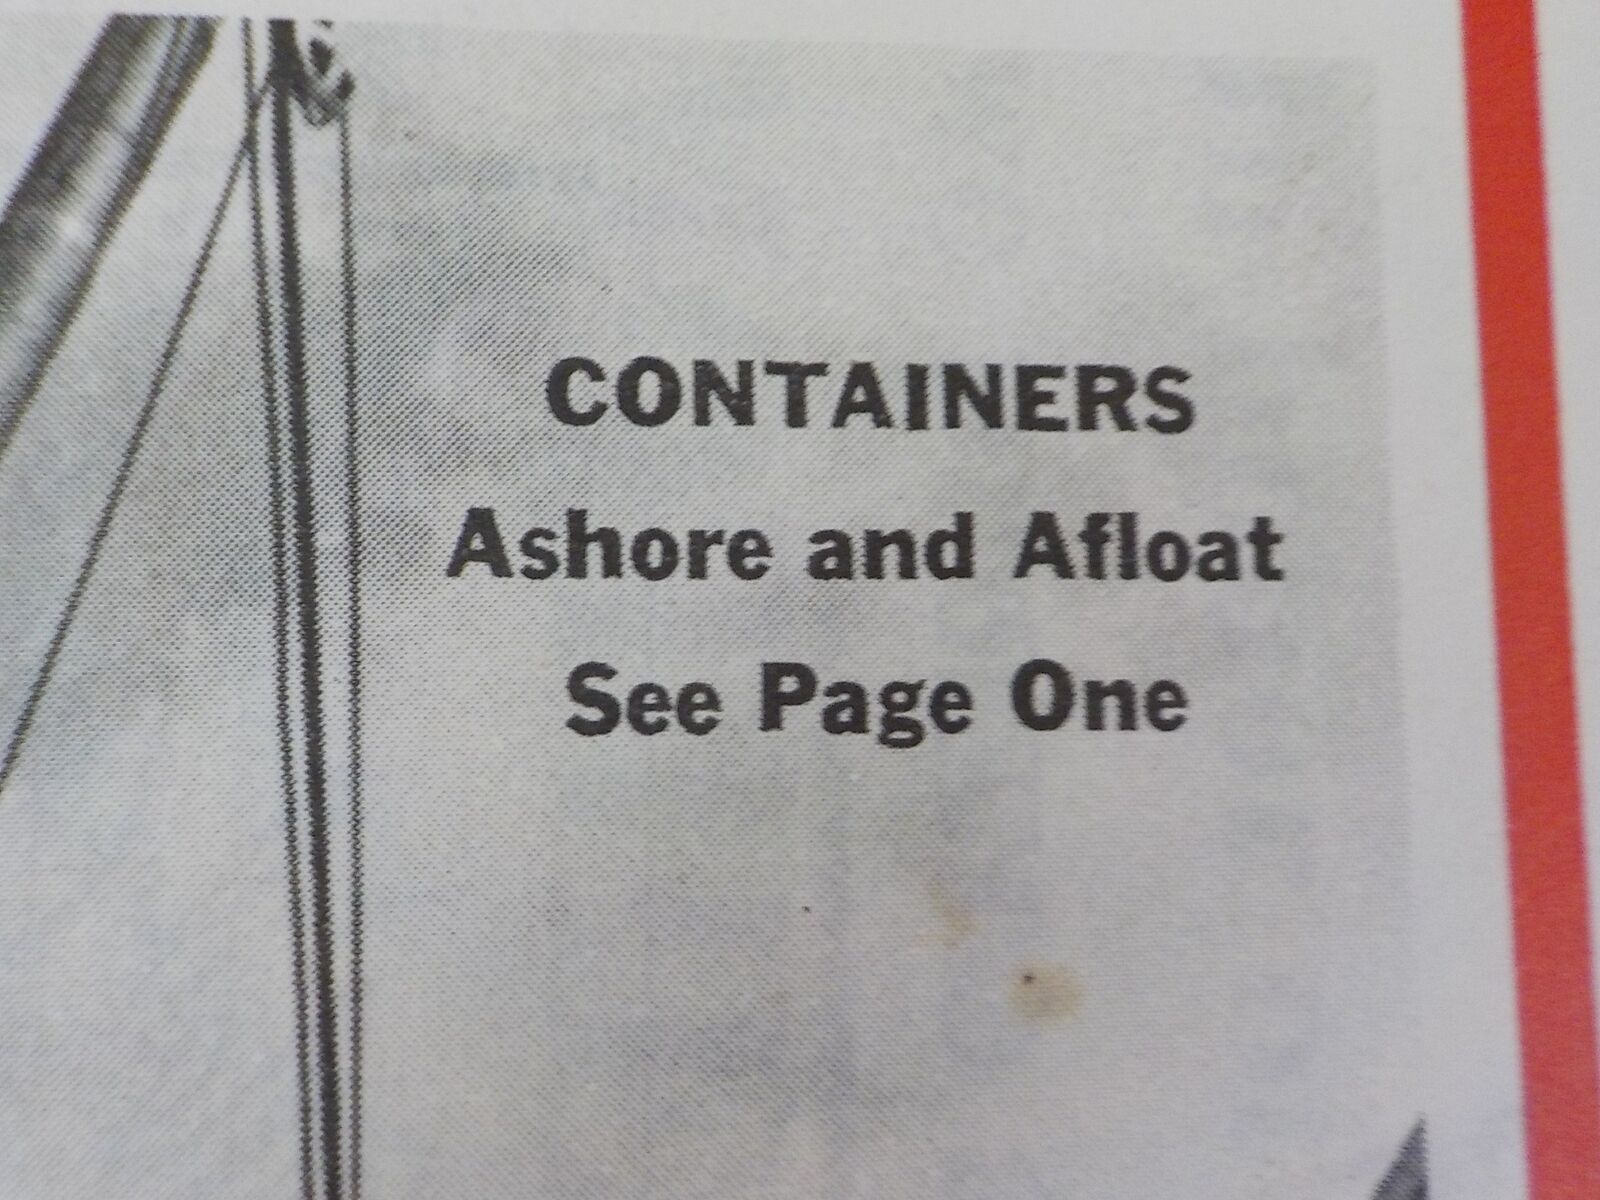 CONTAINERS
Ashore and Afloat
See Page One